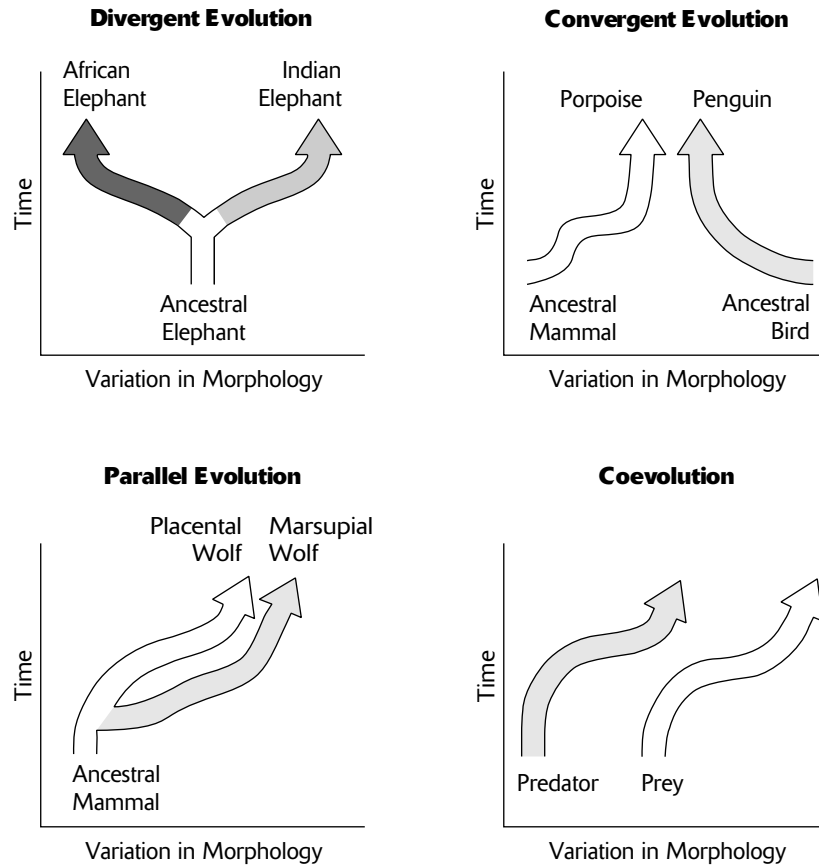 Divergent Evolution
African
Elephant
Indian
Elephant
Time
Ancestral
Elephant
Variation in Morphology
Convergent Evolution
Porpoise
Penguin
Time
Ancestral
Mammal
Ancestral
Bird
Variation in Morphology
Parallel Evolution
Placental
Wolf
Marsupial
Wolf
Time
Ancestral
Mammal
Variation in Morphology
Coevolution
Time
Predator
Prey
Variation in Morphology